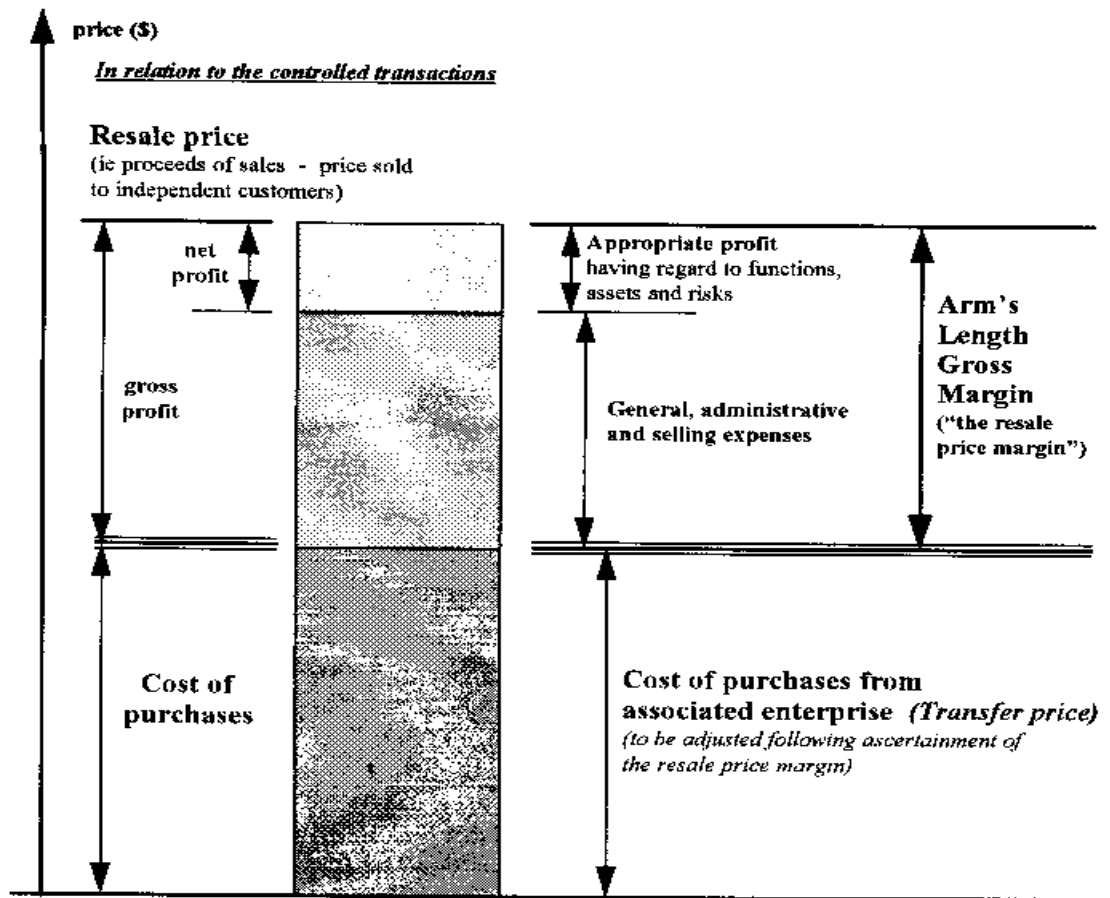 price ($)
In relation to the controlled transactions
Resale price
(ie proceeds of sales - price sold
to independent customers)
net
profit
gross
profit
Cost of
purchases
Appropriate profit
having regard to functions,
assets and risks
General, administrative
and selling expenses
Arm's
Length
Gross
Margin
("the resale
price margin")
Cost of purchases from
associated enterprise (Transfer price)
(to be adjusted following ascertainment of
the resale price margin)